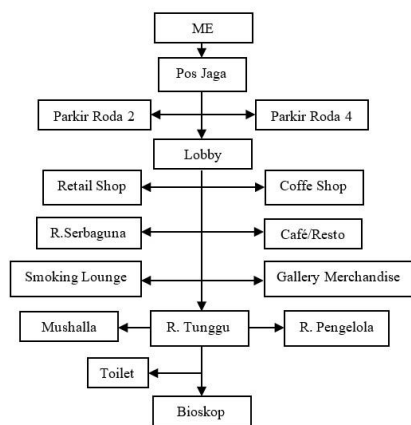 ME
Pos Jaga
Parkir Roda 2
Parkir Roda 4
Lobby
Retail Shop
Coffe Shop
R.Serbaguna
Café/Resto
Smoking Lounge
Gallery Merchandise
Mushalla
R. Tunggu
R. Pengelola
Toilet
Bioskop